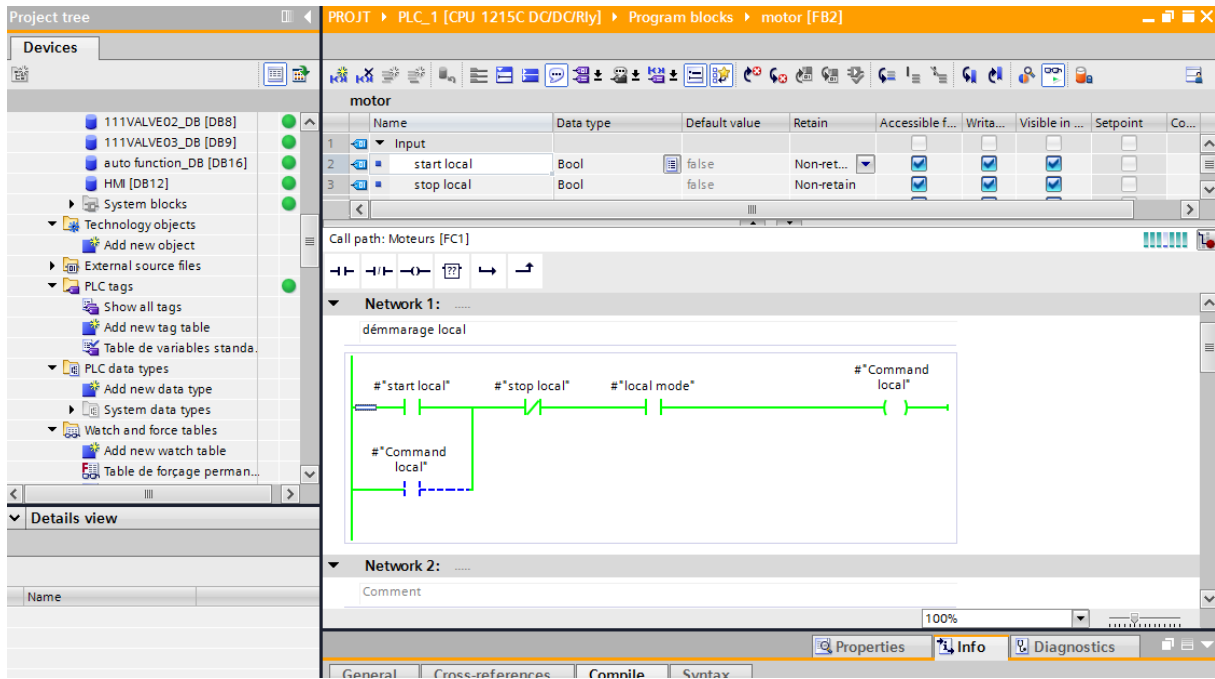 Project tree
PROJT ▸ PLC_1 [CPU 1215C DC/DC/Rly] ▸ Program blocks ▸ motor [FB2]
Devices
111VALVE02_DB [DB8]
111VALVE03_DB [DB9]
auto function_DB [DB16]
HMI [DB12]
System blocks
Technology objects
Add new object
External source files
PLC tags
Show all tags
Add new tag table
Table de variables standa.
PLC data types
Add new data type
System data types
Watch and force tables
Add new watch table
Table de forçage perman...
Details view
Name
motor
Name Data type Default value Retain Accessible f... Writa... Visible in ... Setpoint Co...
1 Input
2 start local Bool false Non-ret...
3 stop local Bool false Non-retain
Call path: Moteurs [FC1]
??
Network 1: .....
démmarage local
#"start local" #"stop local" #"local mode" #"Command
local"
#"Command
local"
Network 2: .....
Comment
100%
Properties Info Diagnostics
General Cross-references Compile Syntax